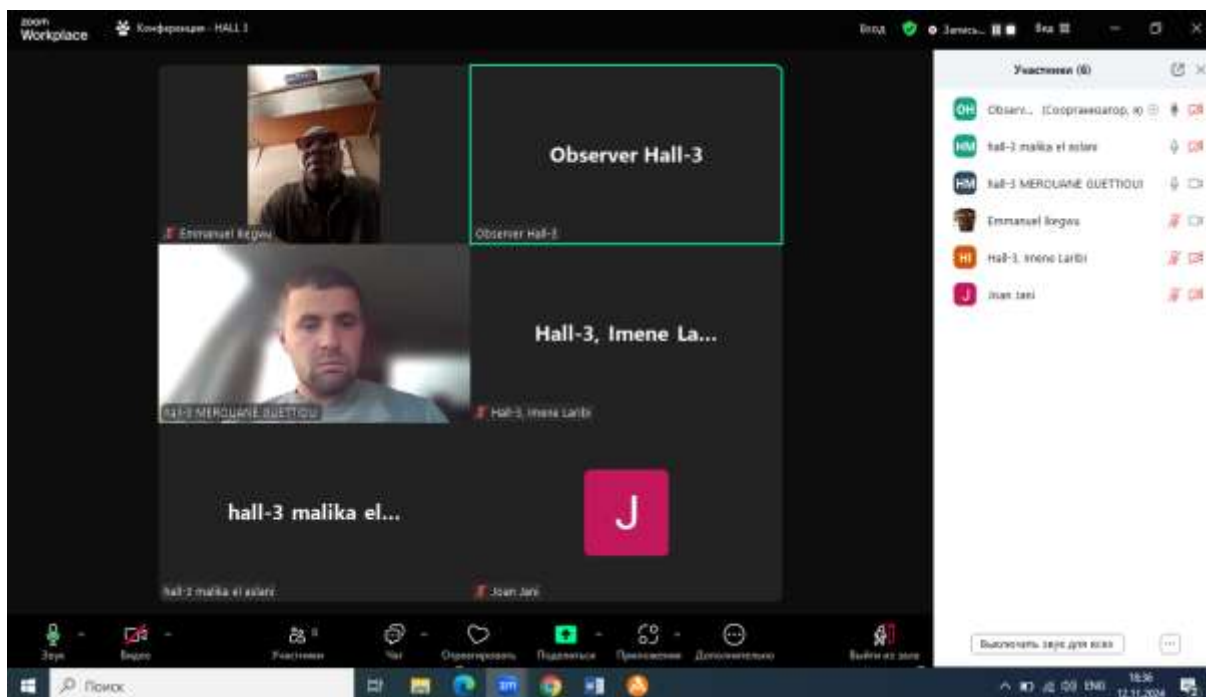 zoom
Workplace
Конференция - HALL 3
Вход
Запись...
Вид
Участники (6)
OH Observ... (Соорганизатор, я)
HM hall-3 malika el aslani
HM hall-3 MEROUANE GUETTIOUI
Emmanuel Ikegwu
HI Hall-3, Imene Laribi
J Joan Jani
Emmanuel Ikegwu
Observer Hall-3
Observer Hall-3
hall-3 MEROUANE GUETTIOUI
Hall-3, Imene La...
Hall-3, Imene Laribi
hall-3 malika el...
hall-3 malika el aslani
J
Joan Jani
Звук
Видео
Участники
Чат
Отреагировать
Поделиться
Приложения
Дополнительно
Выйти из зала
Выключить звук для всех
Поиск
zm
ENG
18:36